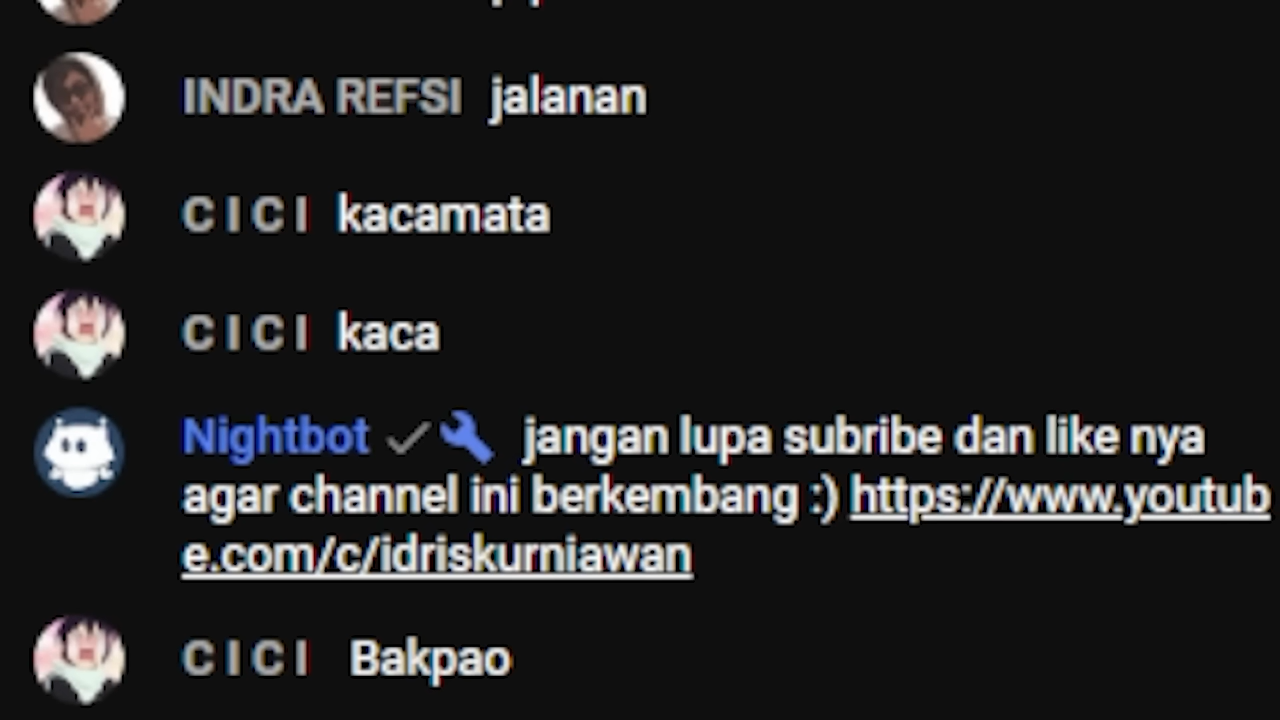 INDRA REFSI jalanan
C I C I kacamata
C I C I kaca
Nightbot jangan lupa subribe dan like nya
agar channel ini berkembang :) https://www.youtub
e.com/c/idriskurniawan
C I C I Bakpao